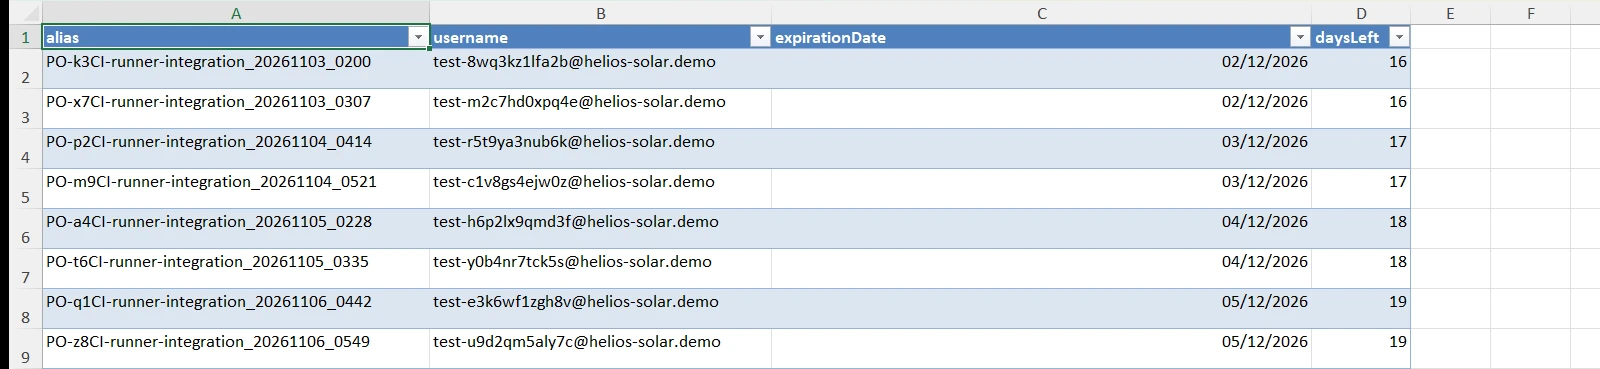 A B C D E F
1 alias username expirationDate daysLeft
2 PO-k3CI-runner-integration_20261103_0200 test-8wq3kz1lfa2b@helios-solar.demo 02/12/2026 16
3 PO-x7CI-runner-integration_20261103_0307 test-m2c7hd0xpq4e@helios-solar.demo 02/12/2026 16
4 PO-p2CI-runner-integration_20261104_0414 test-r5t9ya3nub6k@helios-solar.demo 03/12/2026 17
5 PO-m9CI-runner-integration_20261104_0521 test-c1v8gs4ejw0z@helios-solar.demo 03/12/2026 17
6 PO-a4CI-runner-integration_20261105_0228 test-h6p2lx9qmd3f@helios-solar.demo 04/12/2026 18
7 PO-t6CI-runner-integration_20261105_0335 test-y0b4nr7tck5s@helios-solar.demo 04/12/2026 18
8 PO-q1CI-runner-integration_20261106_0442 test-e3k6wf1zgh8v@helios-solar.demo 05/12/2026 19
9 PO-z8CI-runner-integration_20261106_0549 test-u9d2qm5aly7c@helios-solar.demo 05/12/2026 19